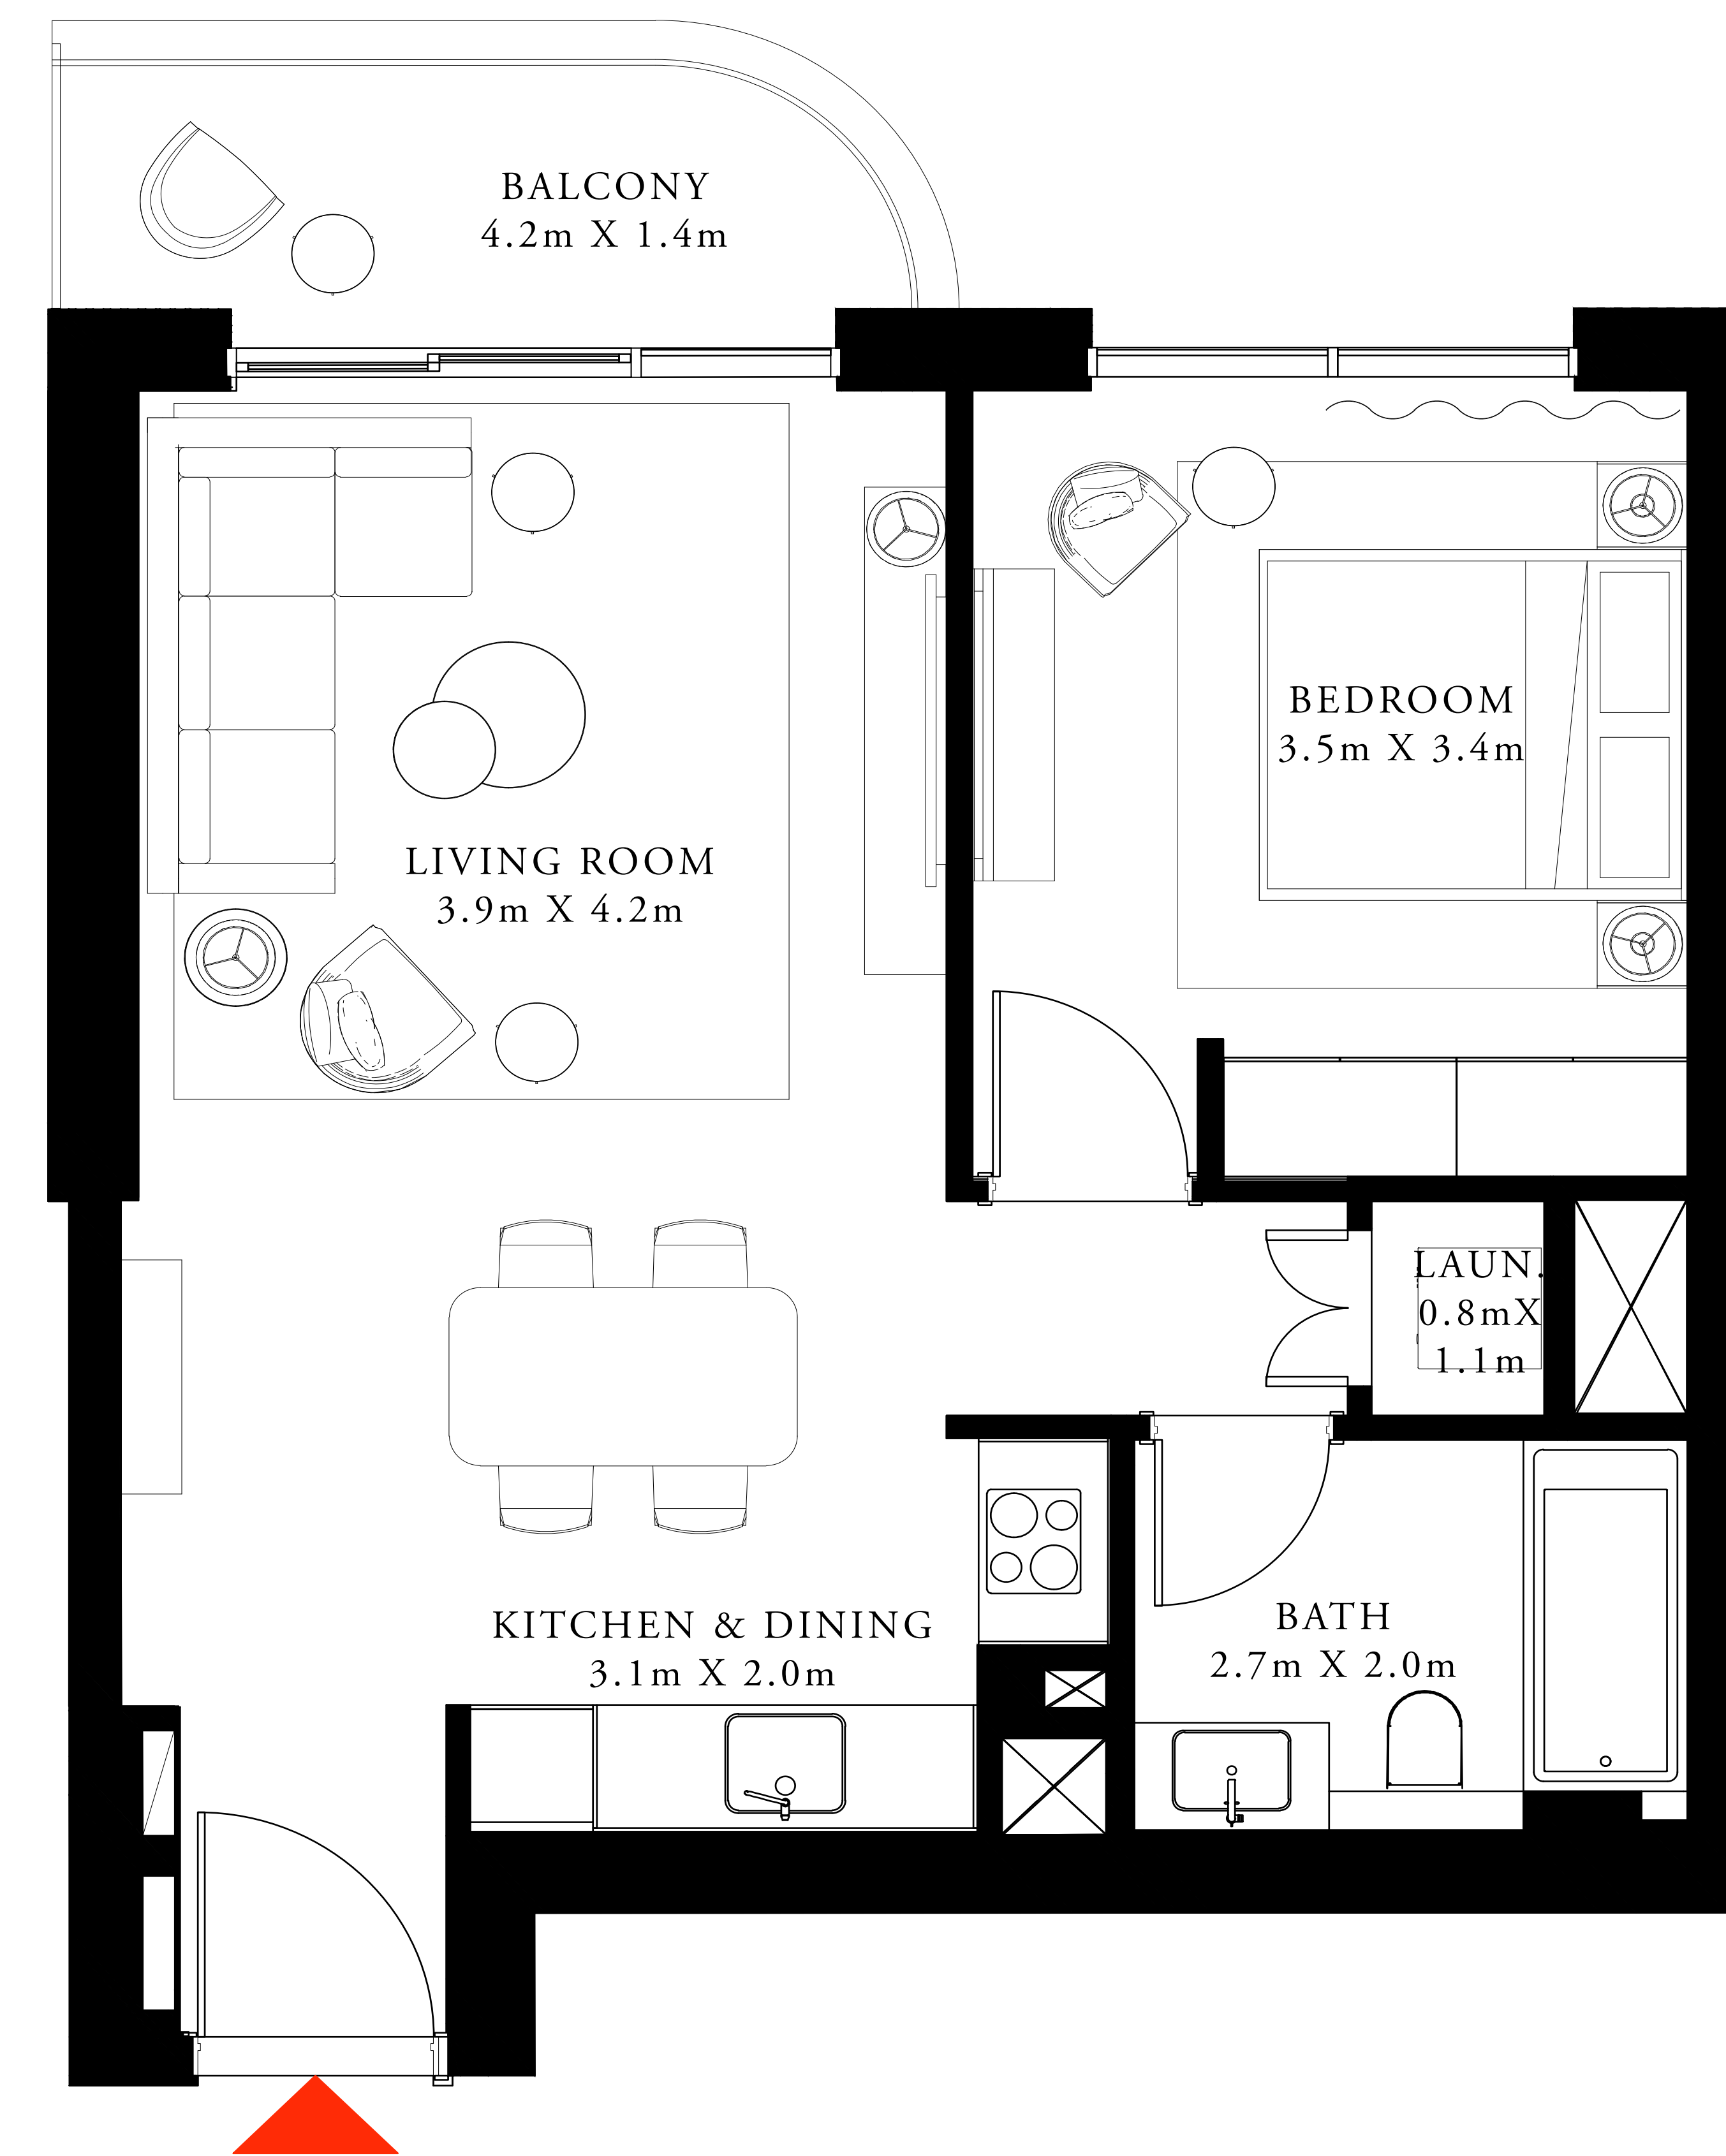 BALCONY
4.2m X 1.4m
BEDROOM
3.5m X 3.4m
LIVING ROOM
3.9m X 4.2m
LAUN.
0.8mX
1.1m
KITCHEN & DINING
3.1m X 2.0m
BATH
2.7m X 2.0m